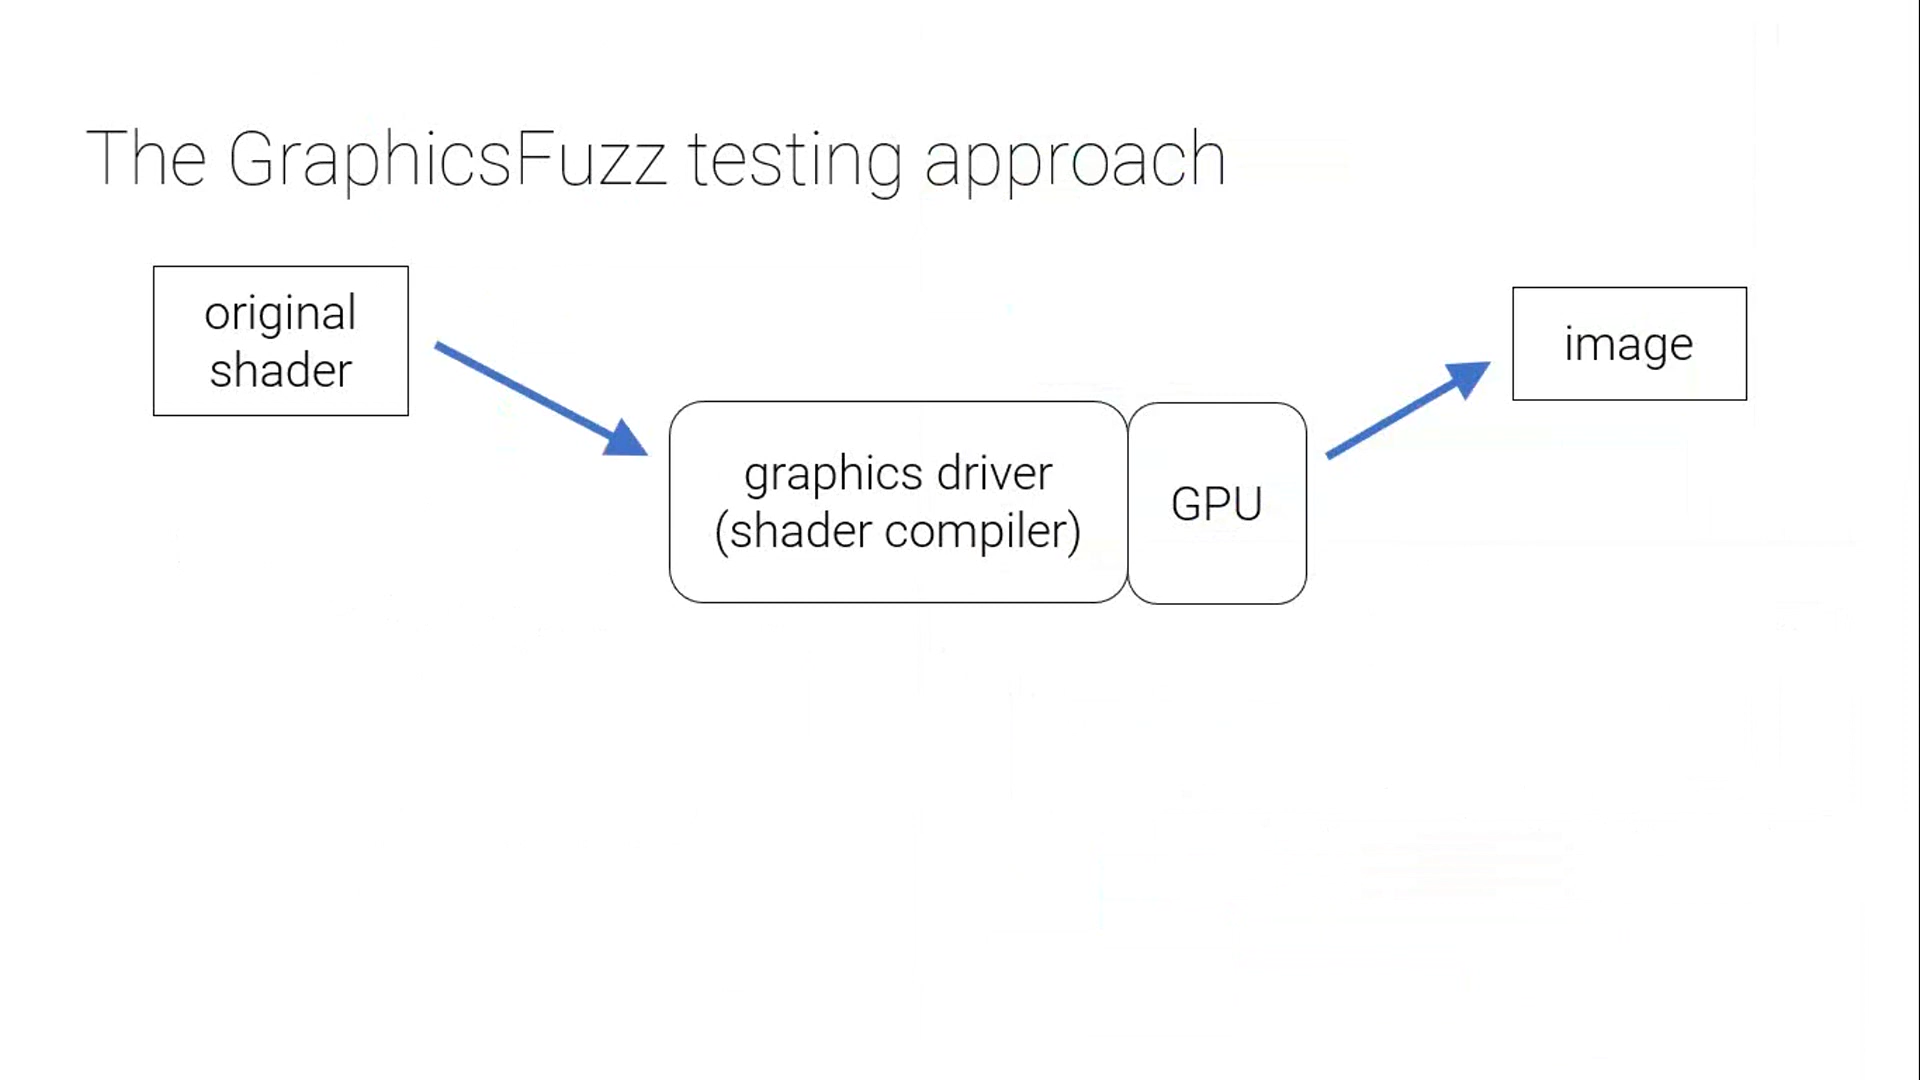 The GraphicsFuzz testing approach
original
shader
image
graphics driver
(shader compiler)
GPU